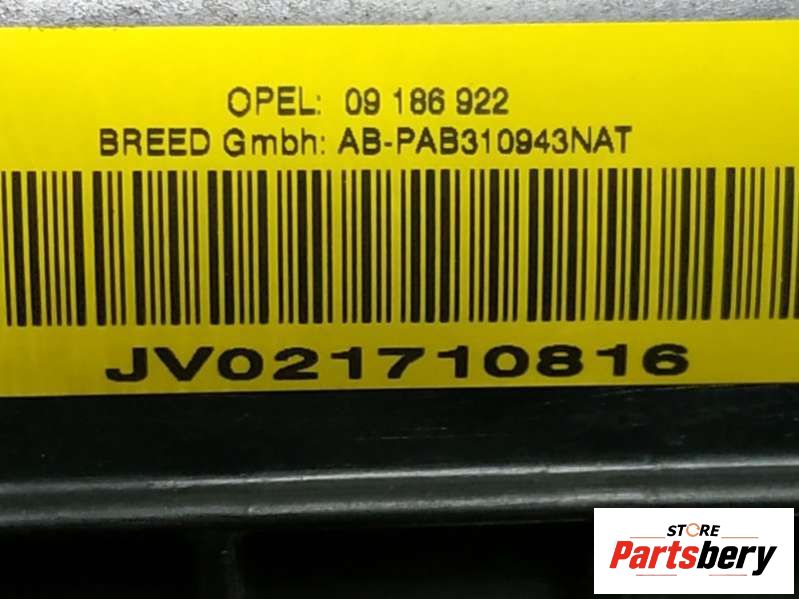 OPEL: 09 186 922
BREED Gmbh: AB-PAB310943NAT
JV021710816
STORE
Partsbery